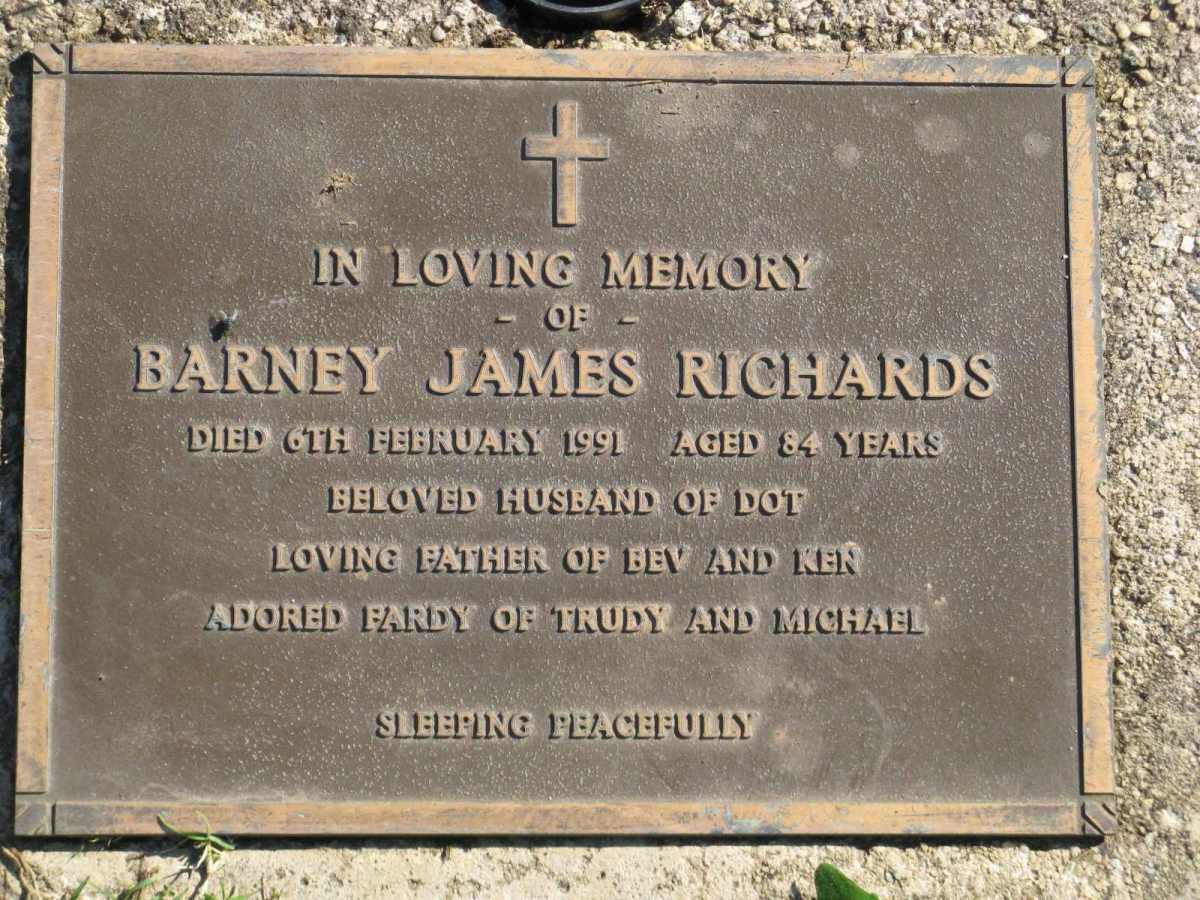 IN LOVING MEMORY
- OF -
BARNEY JAMES RICHARDS
DIED 6TH FEBRUARY 1991 AGED 84 YEARS
BELOVED HUSBAND OF DOT
LOVING FATHER OF BEV AND KEN
ADORED FARDY OF TRUDY AND MICHAEL
SLEEPING PEACEFULLY